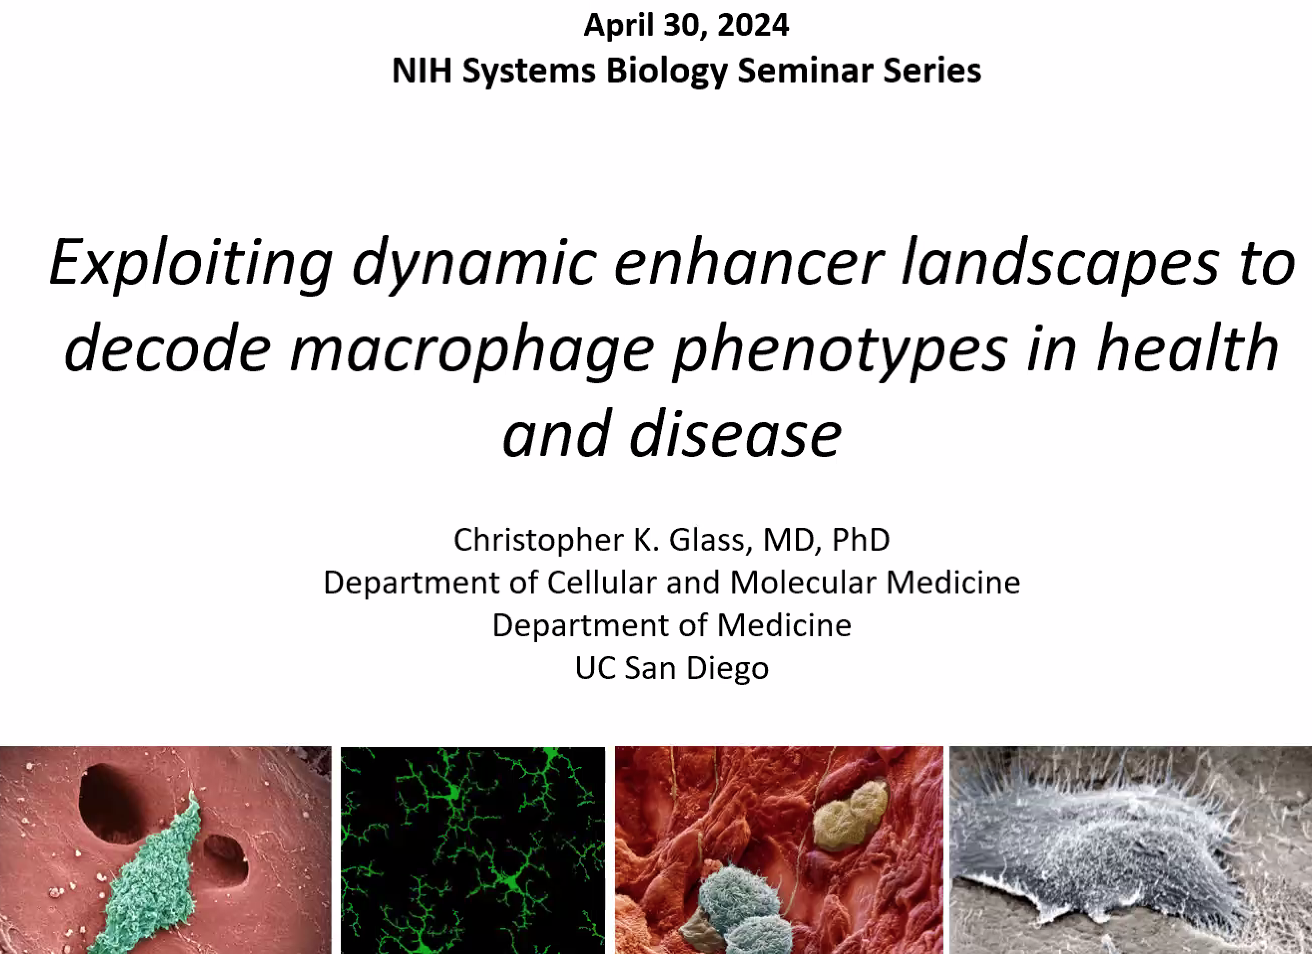 April 30, 2024
NIH Systems Biology Seminar Series
Exploiting dynamic enhancer landscapes to
decode macrophage phenotypes in health
and disease
Christopher K. Glass, MD, PhD
Department of Cellular and Molecular Medicine
Department of Medicine
UC San Diego